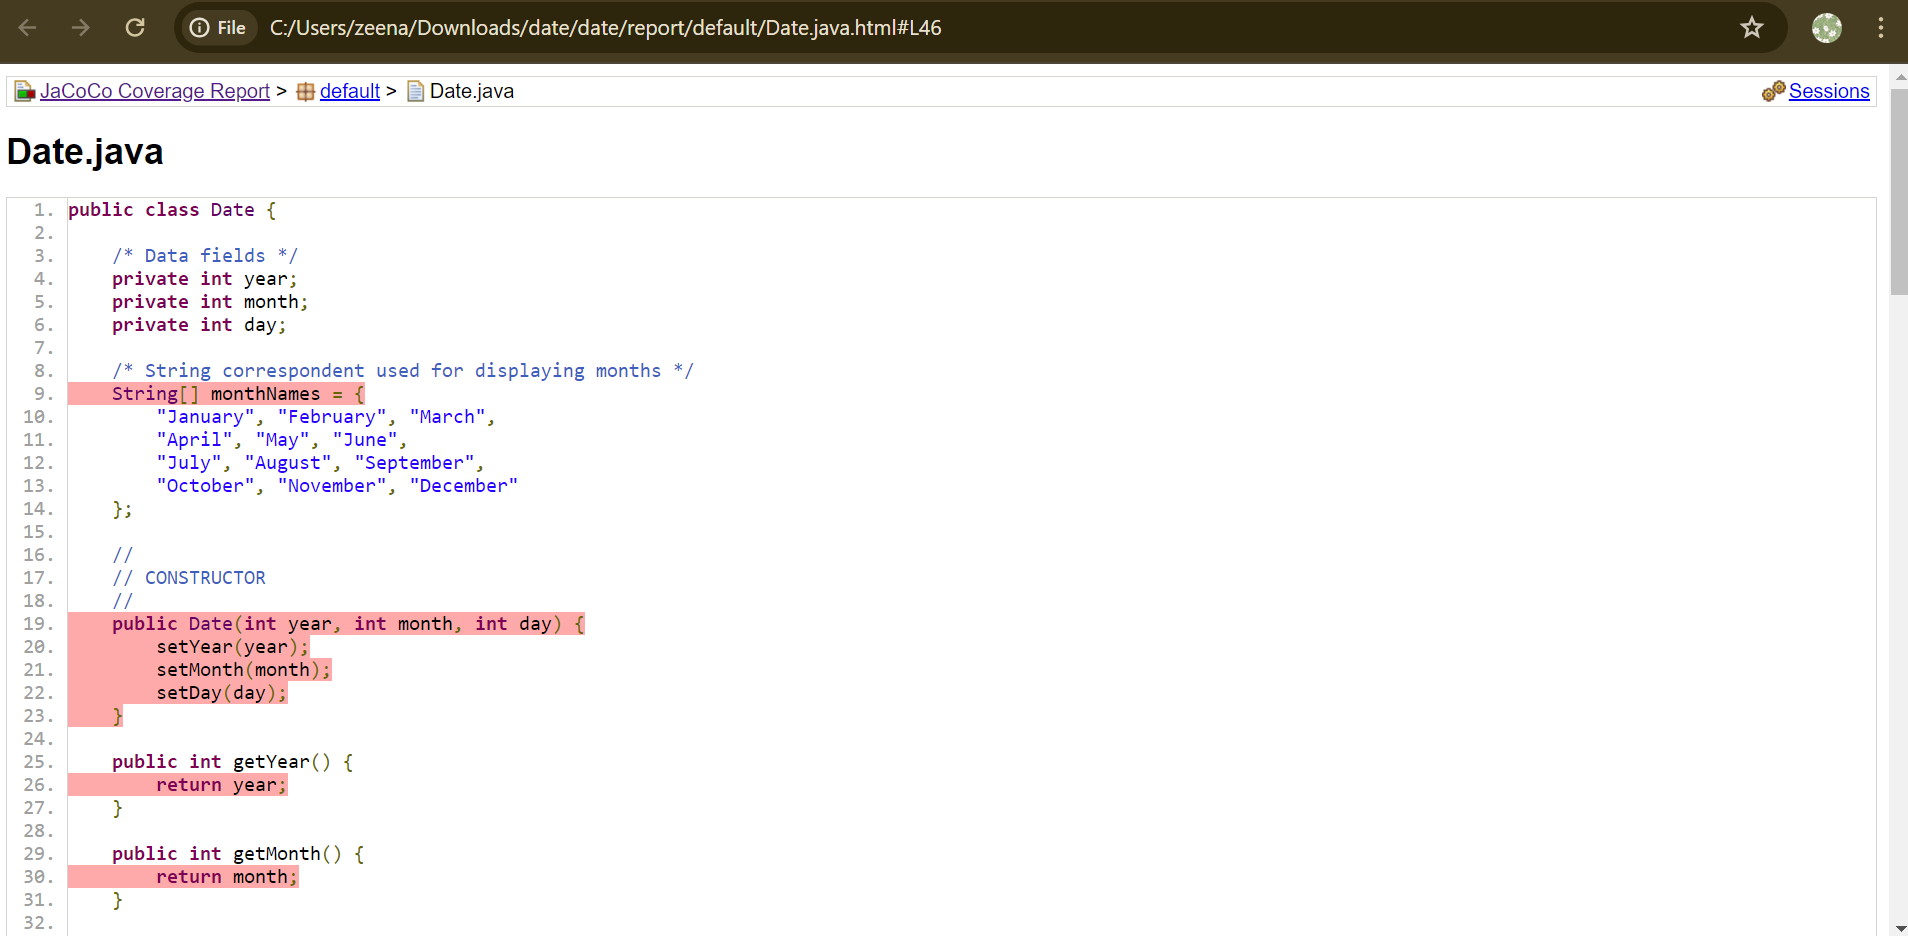 File C:/Users/zeena/Downloads/date/date/report/default/Date.java.html#L46
JaCoCo Coverage Report > default > Date.java Sessions
Date.java
1. public class Date {
2.
3.     /* Data fields */
4.     private int year;
5.     private int month;
6.     private int day;
7.
8.     /* String correspondent used for displaying months */
9.     String[] monthNames = {
10.         "January", "February", "March",
11.         "April", "May", "June",
12.         "July", "August", "September",
13.         "October", "November", "December"
14.     };
15.
16.     //
17.     // CONSTRUCTOR
18.     //
19.     public Date(int year, int month, int day) {
20.         setYear(year);
21.         setMonth(month);
22.         setDay(day);
23.     }
24.
25.     public int getYear() {
26.         return year;
27.     }
28.
29.     public int getMonth() {
30.         return month;
31.     }
32.